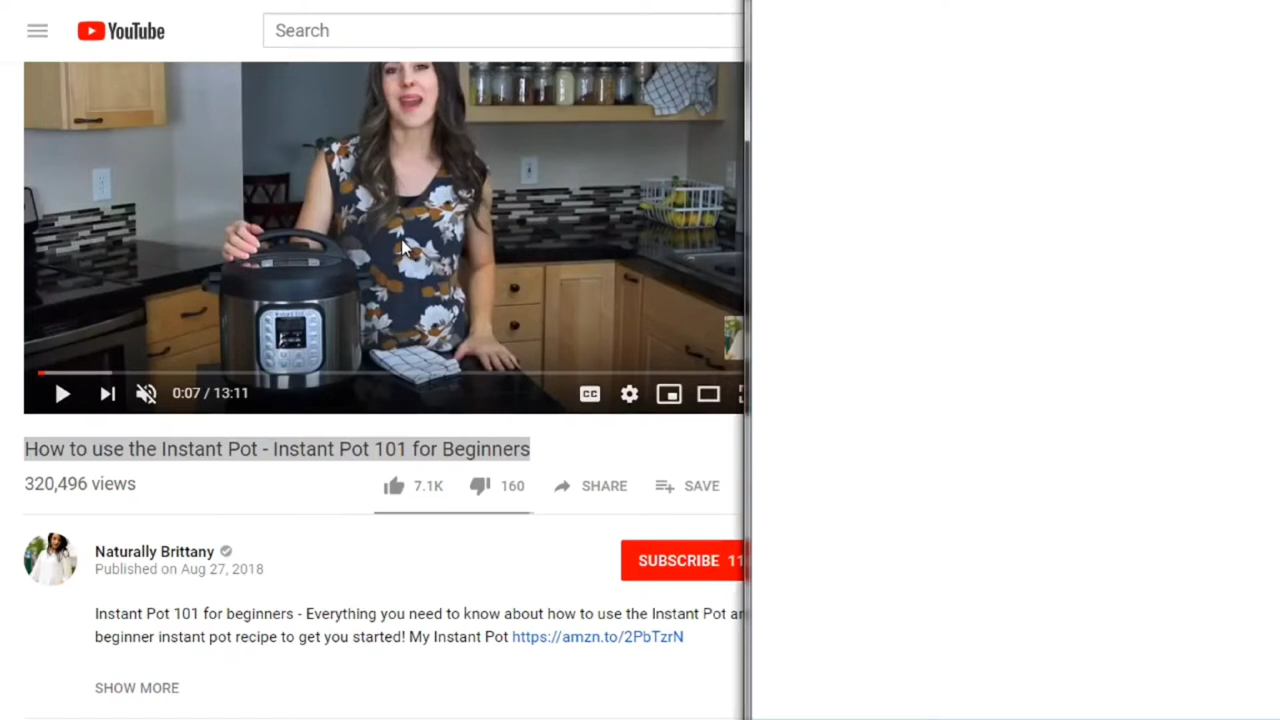 YouTube Search
0:07 / 13:11 CC
How to use the Instant Pot - Instant Pot 101 for Beginners
320,496 views 7.1K 160 SHARE SAVE
Naturally Brittany
Published on Aug 27, 2018
SUBSCRIBE 11
Instant Pot 101 for beginners - Everything you need to know about how to use the Instant Pot
beginner instant pot recipe to get you started! My Instant Pot https://amzn.to/2PbTzrN
SHOW MORE